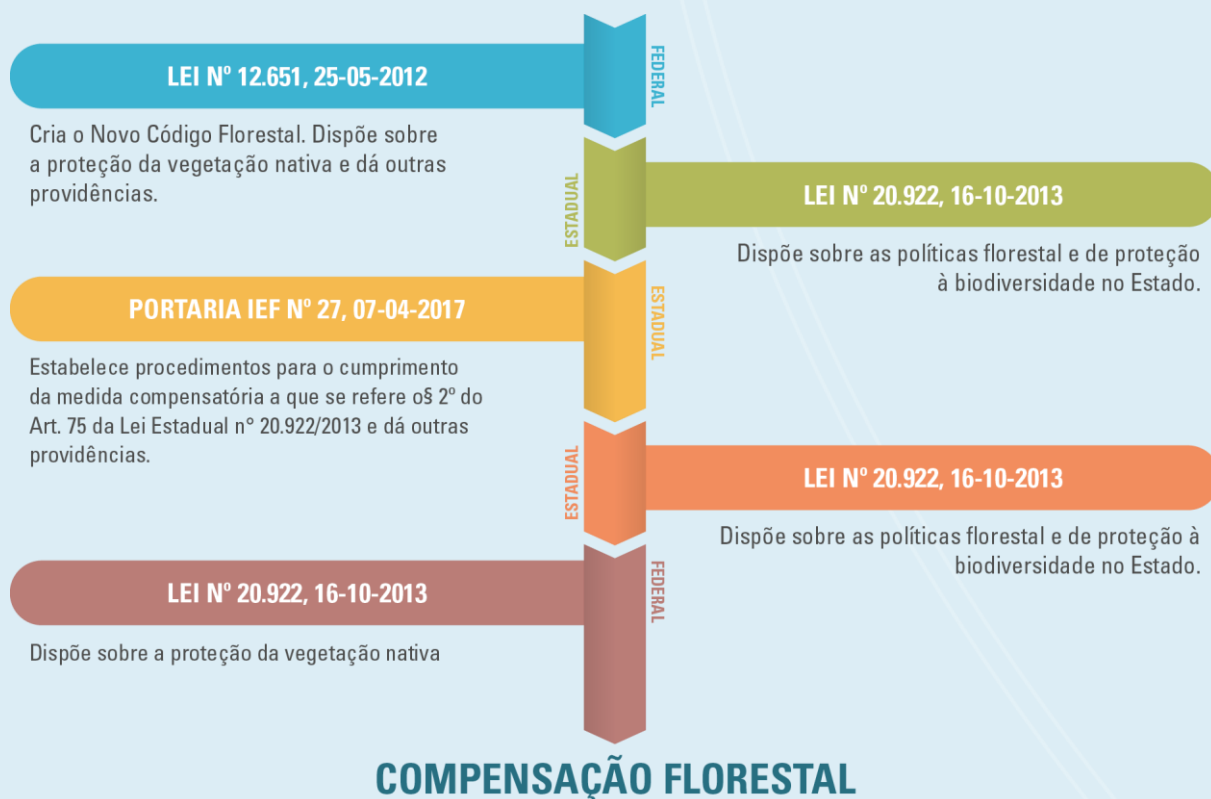 FEDERAL
LEI Nº 12.651, 25-05-2012
Cria o Novo Código Florestal. Dispõe sobre
a proteção da vegetação nativa e dá outras
providências.
ESTADUAL
LEI Nº 20.922, 16-10-2013
Dispõe sobre as políticas florestal e de proteção
à biodiversidade no Estado.
ESTADUAL
PORTARIA IEF Nº 27, 07-04-2017
Estabelece procedimentos para o cumprimento
da medida compensatória a que se refere o§ 2º do
Art. 75 da Lei Estadual n° 20.922/2013 e dá outras
providências.
ESTADUAL
LEI Nº 20.922, 16-10-2013
Dispõe sobre as políticas florestal e de proteção à
biodiversidade no Estado.
FEDERAL
LEI Nº 20.922, 16-10-2013
Dispõe sobre a proteção da vegetação nativa
COMPENSAÇÃO FLORESTAL